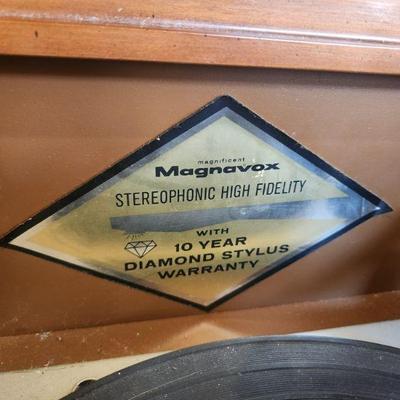 magnificent
Magnavox
STEREOPHONIC HIGH FIDELITY
WITH
10 YEAR
DIAMOND STYLUS
WARRANTY